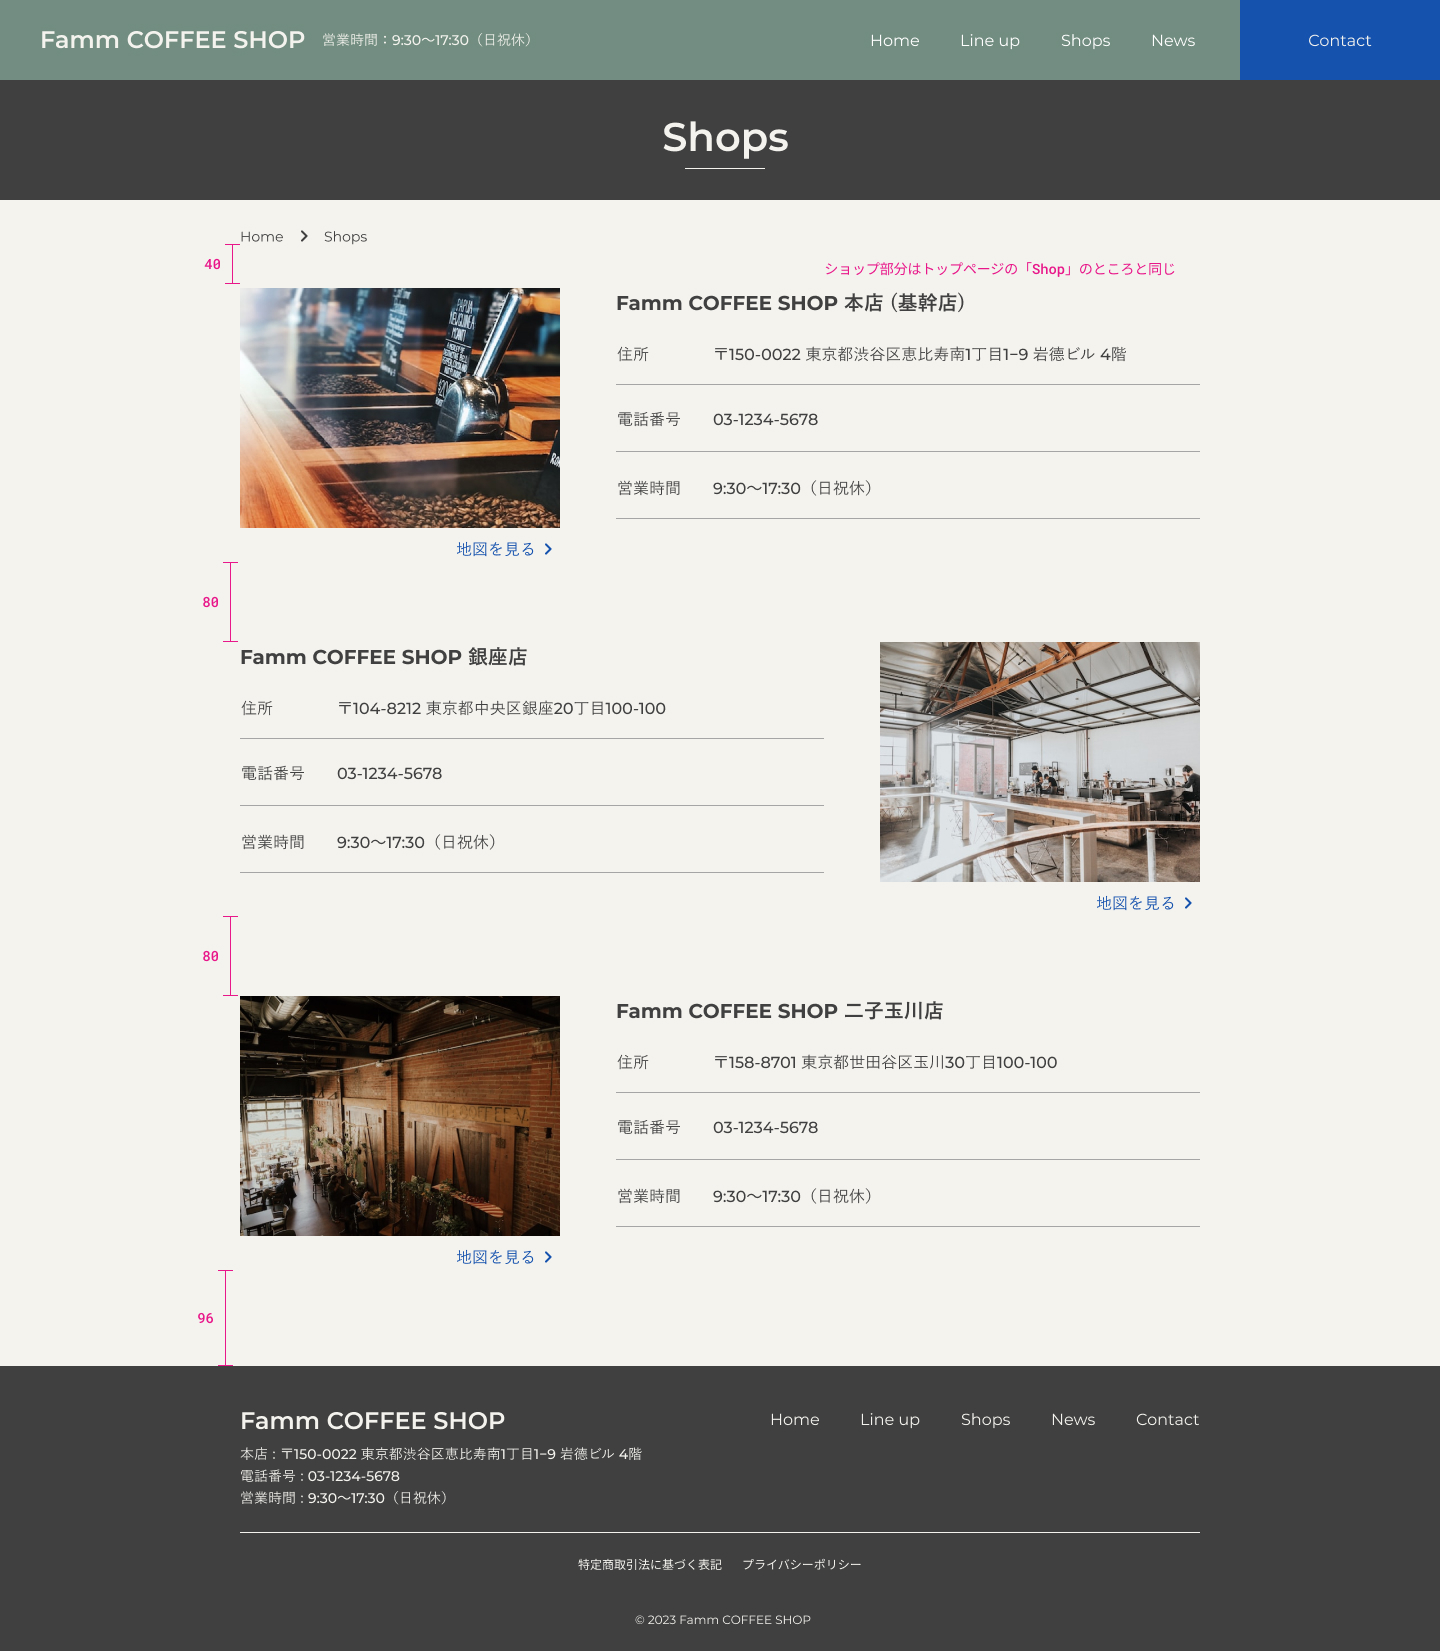 Famm COFFEE SHOP 営業時間：9:30〜17:30（日祝休）
Home Line up Shops News Contact
Shops
Home Shops
40
ショップ部分はトップページの「Shop」のところと同じ
Famm COFFEE SHOP 本店（基幹店）
住所 〒150-0022 東京都渋谷区恵比寿南1丁目1−9 岩徳ビル 4階
電話番号 03-1234-5678
営業時間 9:30〜17:30（日祝休）
地図を見る
80
Famm COFFEE SHOP 銀座店
住所 〒104-8212 東京都中央区銀座20丁目100-100
電話番号 03-1234-5678
営業時間 9:30〜17:30（日祝休）
地図を見る
80
Famm COFFEE SHOP 二子玉川店
住所 〒158-8701 東京都世田谷区玉川30丁目100-100
電話番号 03-1234-5678
営業時間 9:30〜17:30（日祝休）
地図を見る
96
Famm COFFEE SHOP
Home Line up Shops News Contact
本店 : 〒150-0022 東京都渋谷区恵比寿南1丁目1−9 岩徳ビル 4階
電話番号 : 03-1234-5678
営業時間 : 9:30〜17:30（日祝休）
特定商取引法に基づく表記 プライバシーポリシー
© 2023 Famm COFFEE SHOP